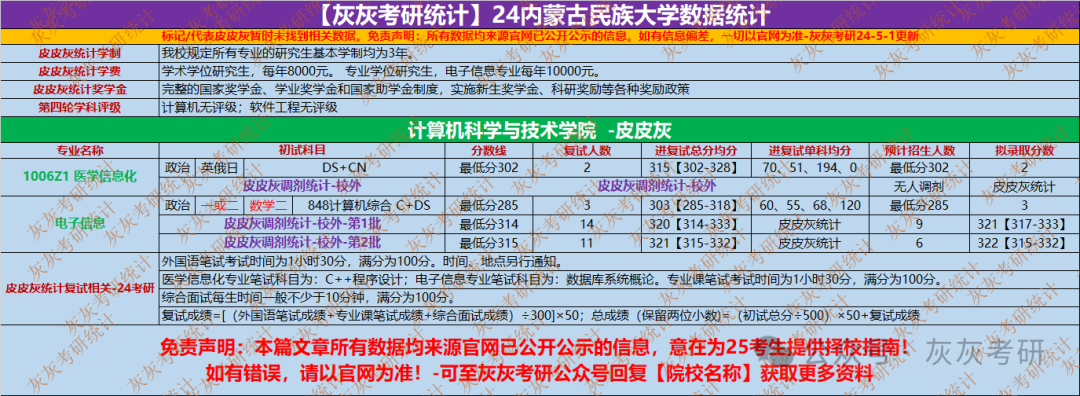 【灰灰考研统计】24内蒙古民族大学数据统计
标记/代表皮皮灰暂时未找到相关数据。免责声明：所有数据均来源官网已公开公示的信息。如有信息偏差，一切以官网为准-灰灰考研24-5-1更新
皮皮灰统计学制 我校规定所有专业的研究生基本学制均为3年。
皮皮灰统计学费 学术学位研究生，每年8000元。 专业学位研究生，电子信息专业每年10000元。
皮皮灰统计奖学金 完整的国家奖学金、学业奖学金和国家助学金制度，实施新生奖学金、科研奖励等各种奖励政策
第四轮学科评级 计算机无评级；软件工程无评级
计算机科学与技术学院 -皮皮灰
专业名称 初试科目 分数线 复试人数 进复试总分均分 进复试单科均分 预计招生人数 拟录取分数
1006Z1 医学信息化 政治 英俄日 DS+CN 最低分302 2 315【302-328】 70、51、194、0 最低分302 2
皮皮灰调剂统计-校外 皮皮灰调剂统计-校外 无人调剂 皮皮灰统计
电子信息 政治 一或二 数学二 848计算机综合 C+DS 最低分285 3 303【285-318】 60、55、68、120 最低分285 3
皮皮灰调剂统计-校外-第1批 最低分314 14 320【314-333】 皮皮灰统计 9 321【317-333】
皮皮灰调剂统计-校外-第2批 最低分315 11 321【315-332】 皮皮灰统计 6 322【315-332】
皮皮灰统计复试相关-24考研 外国语笔试考试时间为1小时30分，满分为100分。时间、地点另行通知。
医学信息化专业笔试科目为：C++程序设计；电子信息专业笔试科目为：数据库系统概论。专业课笔试考试时间为1小时30分，满分为100分。
综合面试每生时间一般不少于10分钟，满分为100分。
复试成绩=[（外国语笔试成绩+专业课笔试成绩+综合面试成绩）÷300]×50；总成绩（保留两位小数）=（初试总分÷500）×50+复试成绩
免责声明：本篇文章所有数据均来源官网已公开公示的信息，意在为25考生提供择校指南！
如有错误，请以官网为准！-可至灰灰考研公众号回复【院校名称】获取更多资料
公众号 灰灰考研